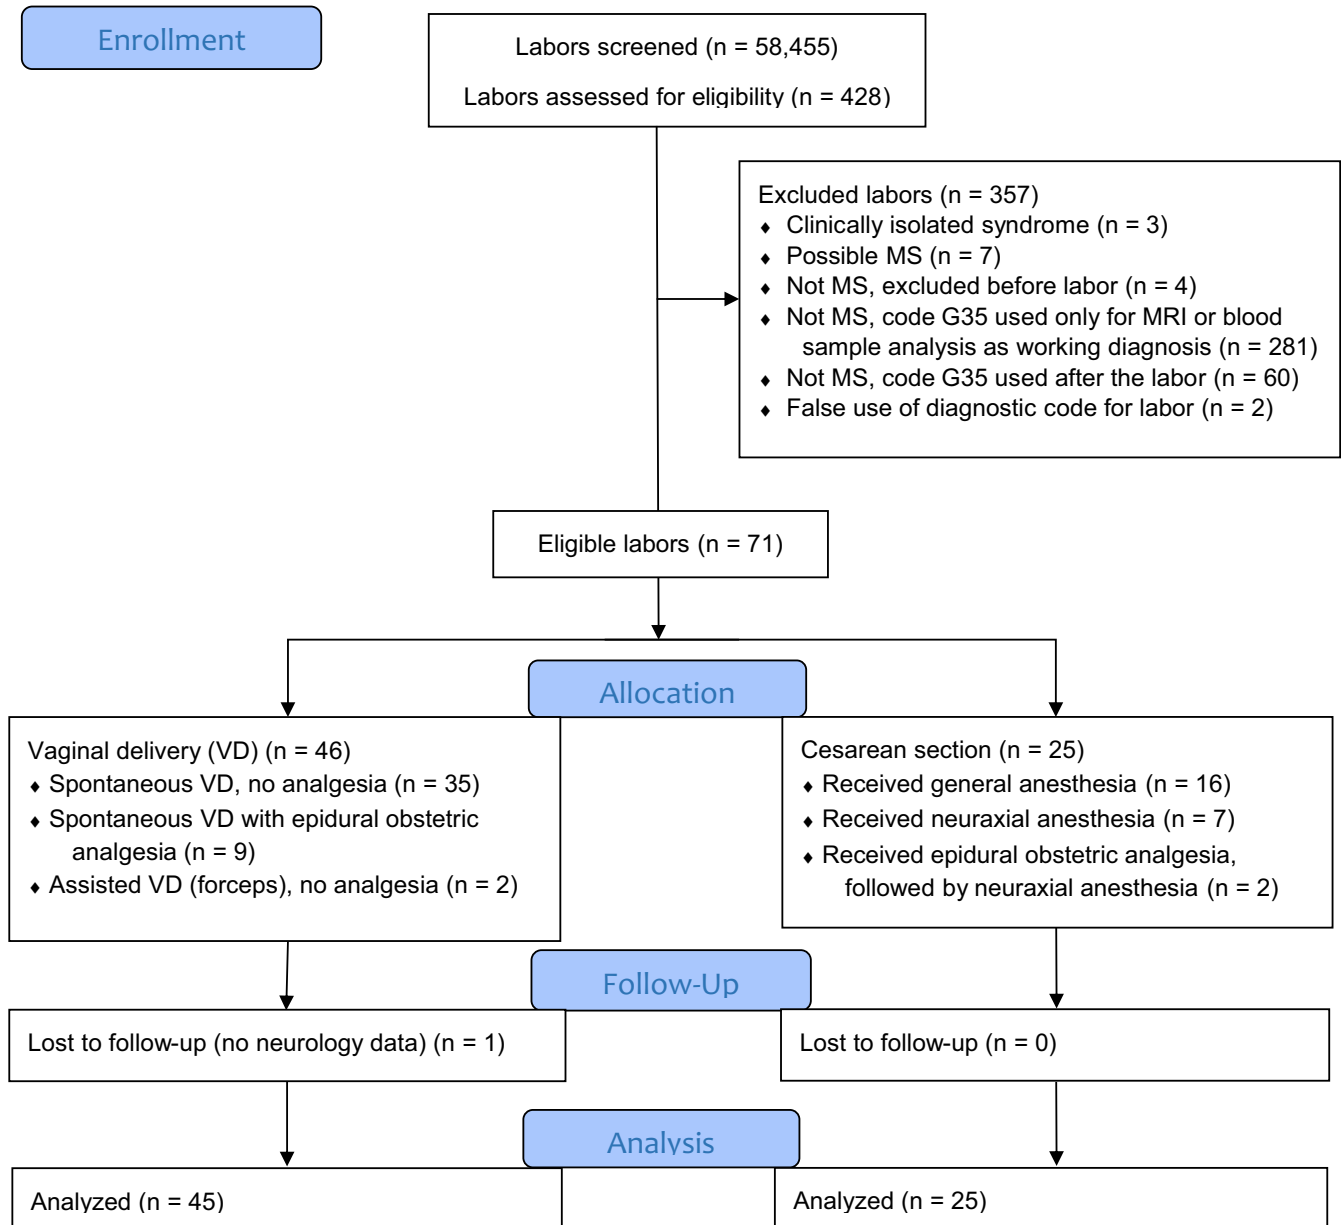 Enrollment
Labors screened (n = 58,455)
Labors assessed for eligibility (n = 428)
Excluded labors (n = 357)
♦ Clinically isolated syndrome (n = 3)
♦ Possible MS (n = 7)
♦ Not MS, excluded before labor (n = 4)
♦ Not MS, code G35 used only for MRI or blood
sample analysis as working diagnosis (n = 281)
♦ Not MS, code G35 used after the labor (n = 60)
♦ False use of diagnostic code for labor (n = 2)
Eligible labors (n = 71)
Allocation
Vaginal delivery (VD) (n = 46)
♦ Spontaneous VD, no analgesia (n = 35)
♦ Spontaneous VD with epidural obstetric
analgesia (n = 9)
♦ Assisted VD (forceps), no analgesia (n = 2)
Cesarean section (n = 25)
♦ Received general anesthesia (n = 16)
♦ Received neuraxial anesthesia (n = 7)
♦ Received epidural obstetric analgesia,
followed by neuraxial anesthesia (n = 2)
Follow-Up
Lost to follow-up (no neurology data) (n = 1)
Lost to follow-up (n = 0)
Analysis
Analyzed (n = 45)
Analyzed (n = 25)